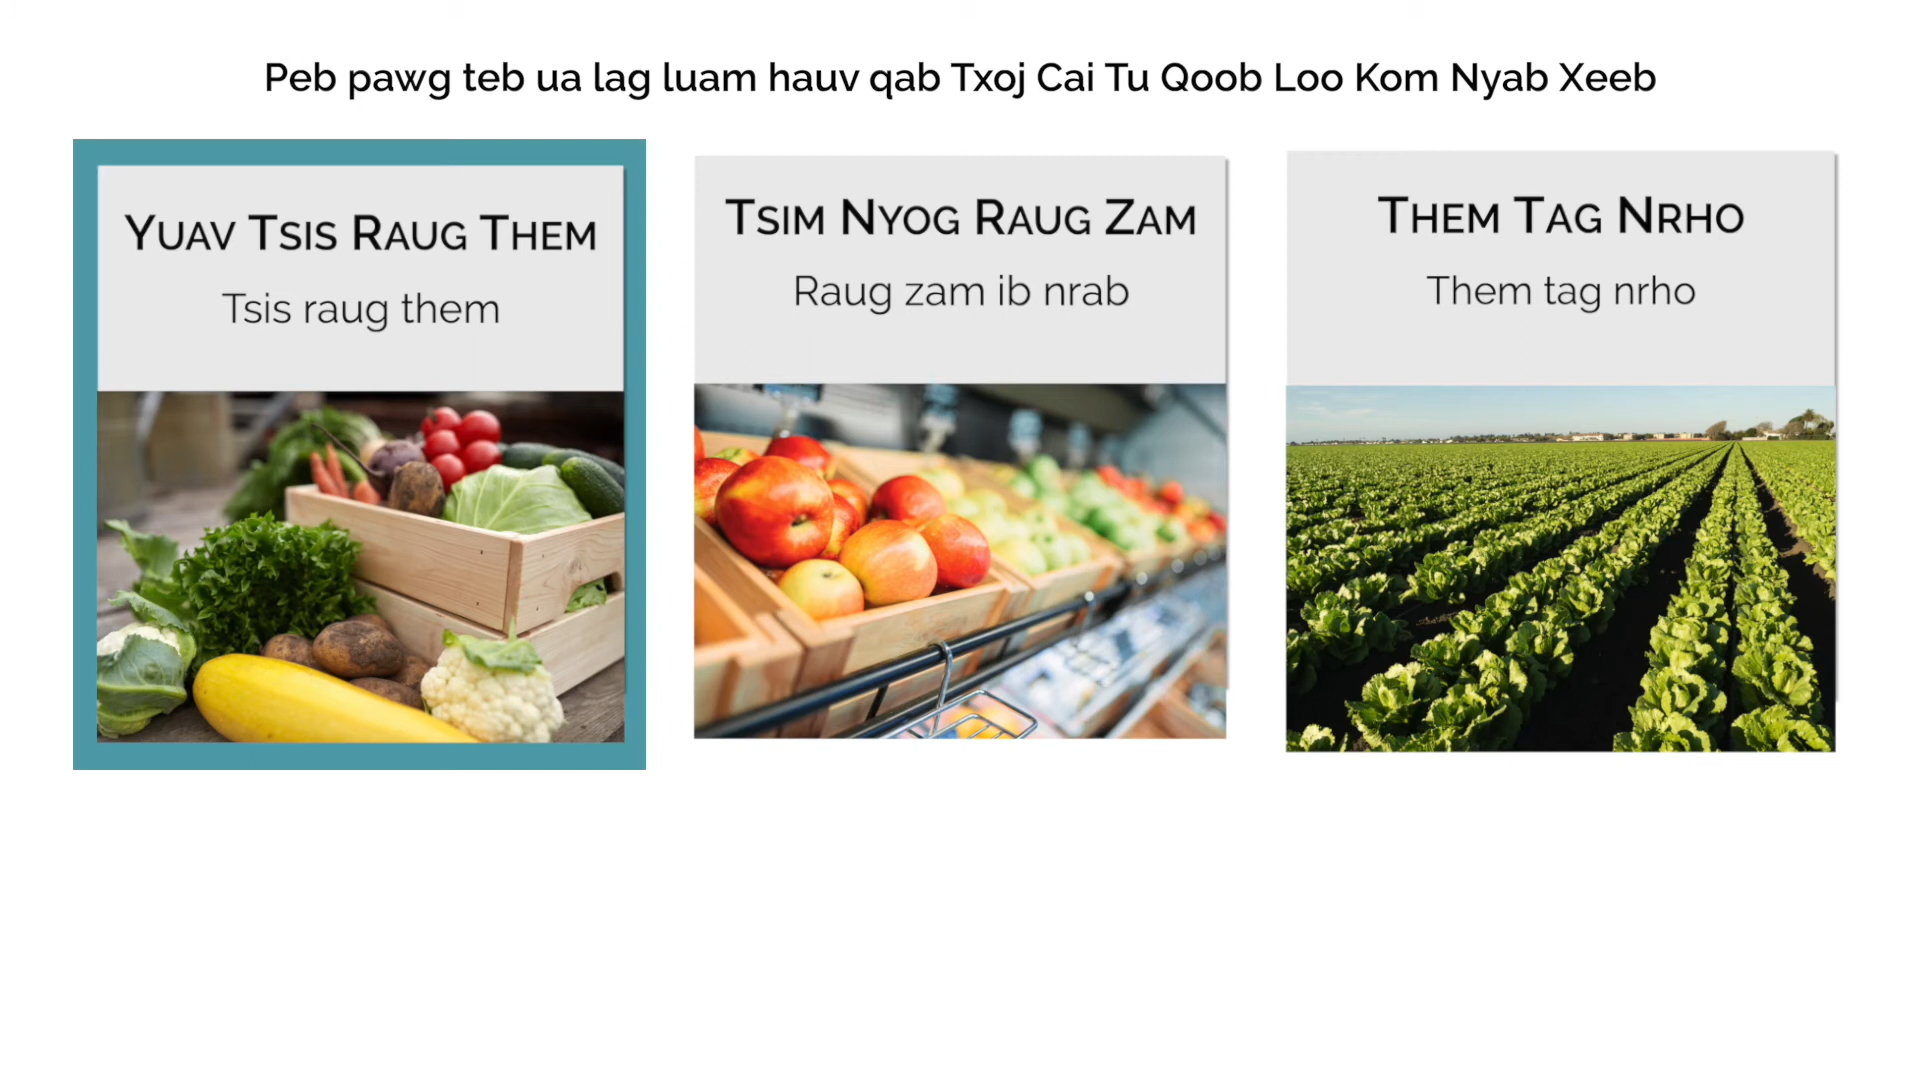 Peb pawg teb ua lag luam hauv qab Txoj Cai Tu Qoob Loo Kom Nyab Xeeb
Yuav Tsis Raug Them
Tsis raug them
Tsim Nyog Raug Zam
Raug zam ib nrab
Them Tag Nrho
Them tag nrho